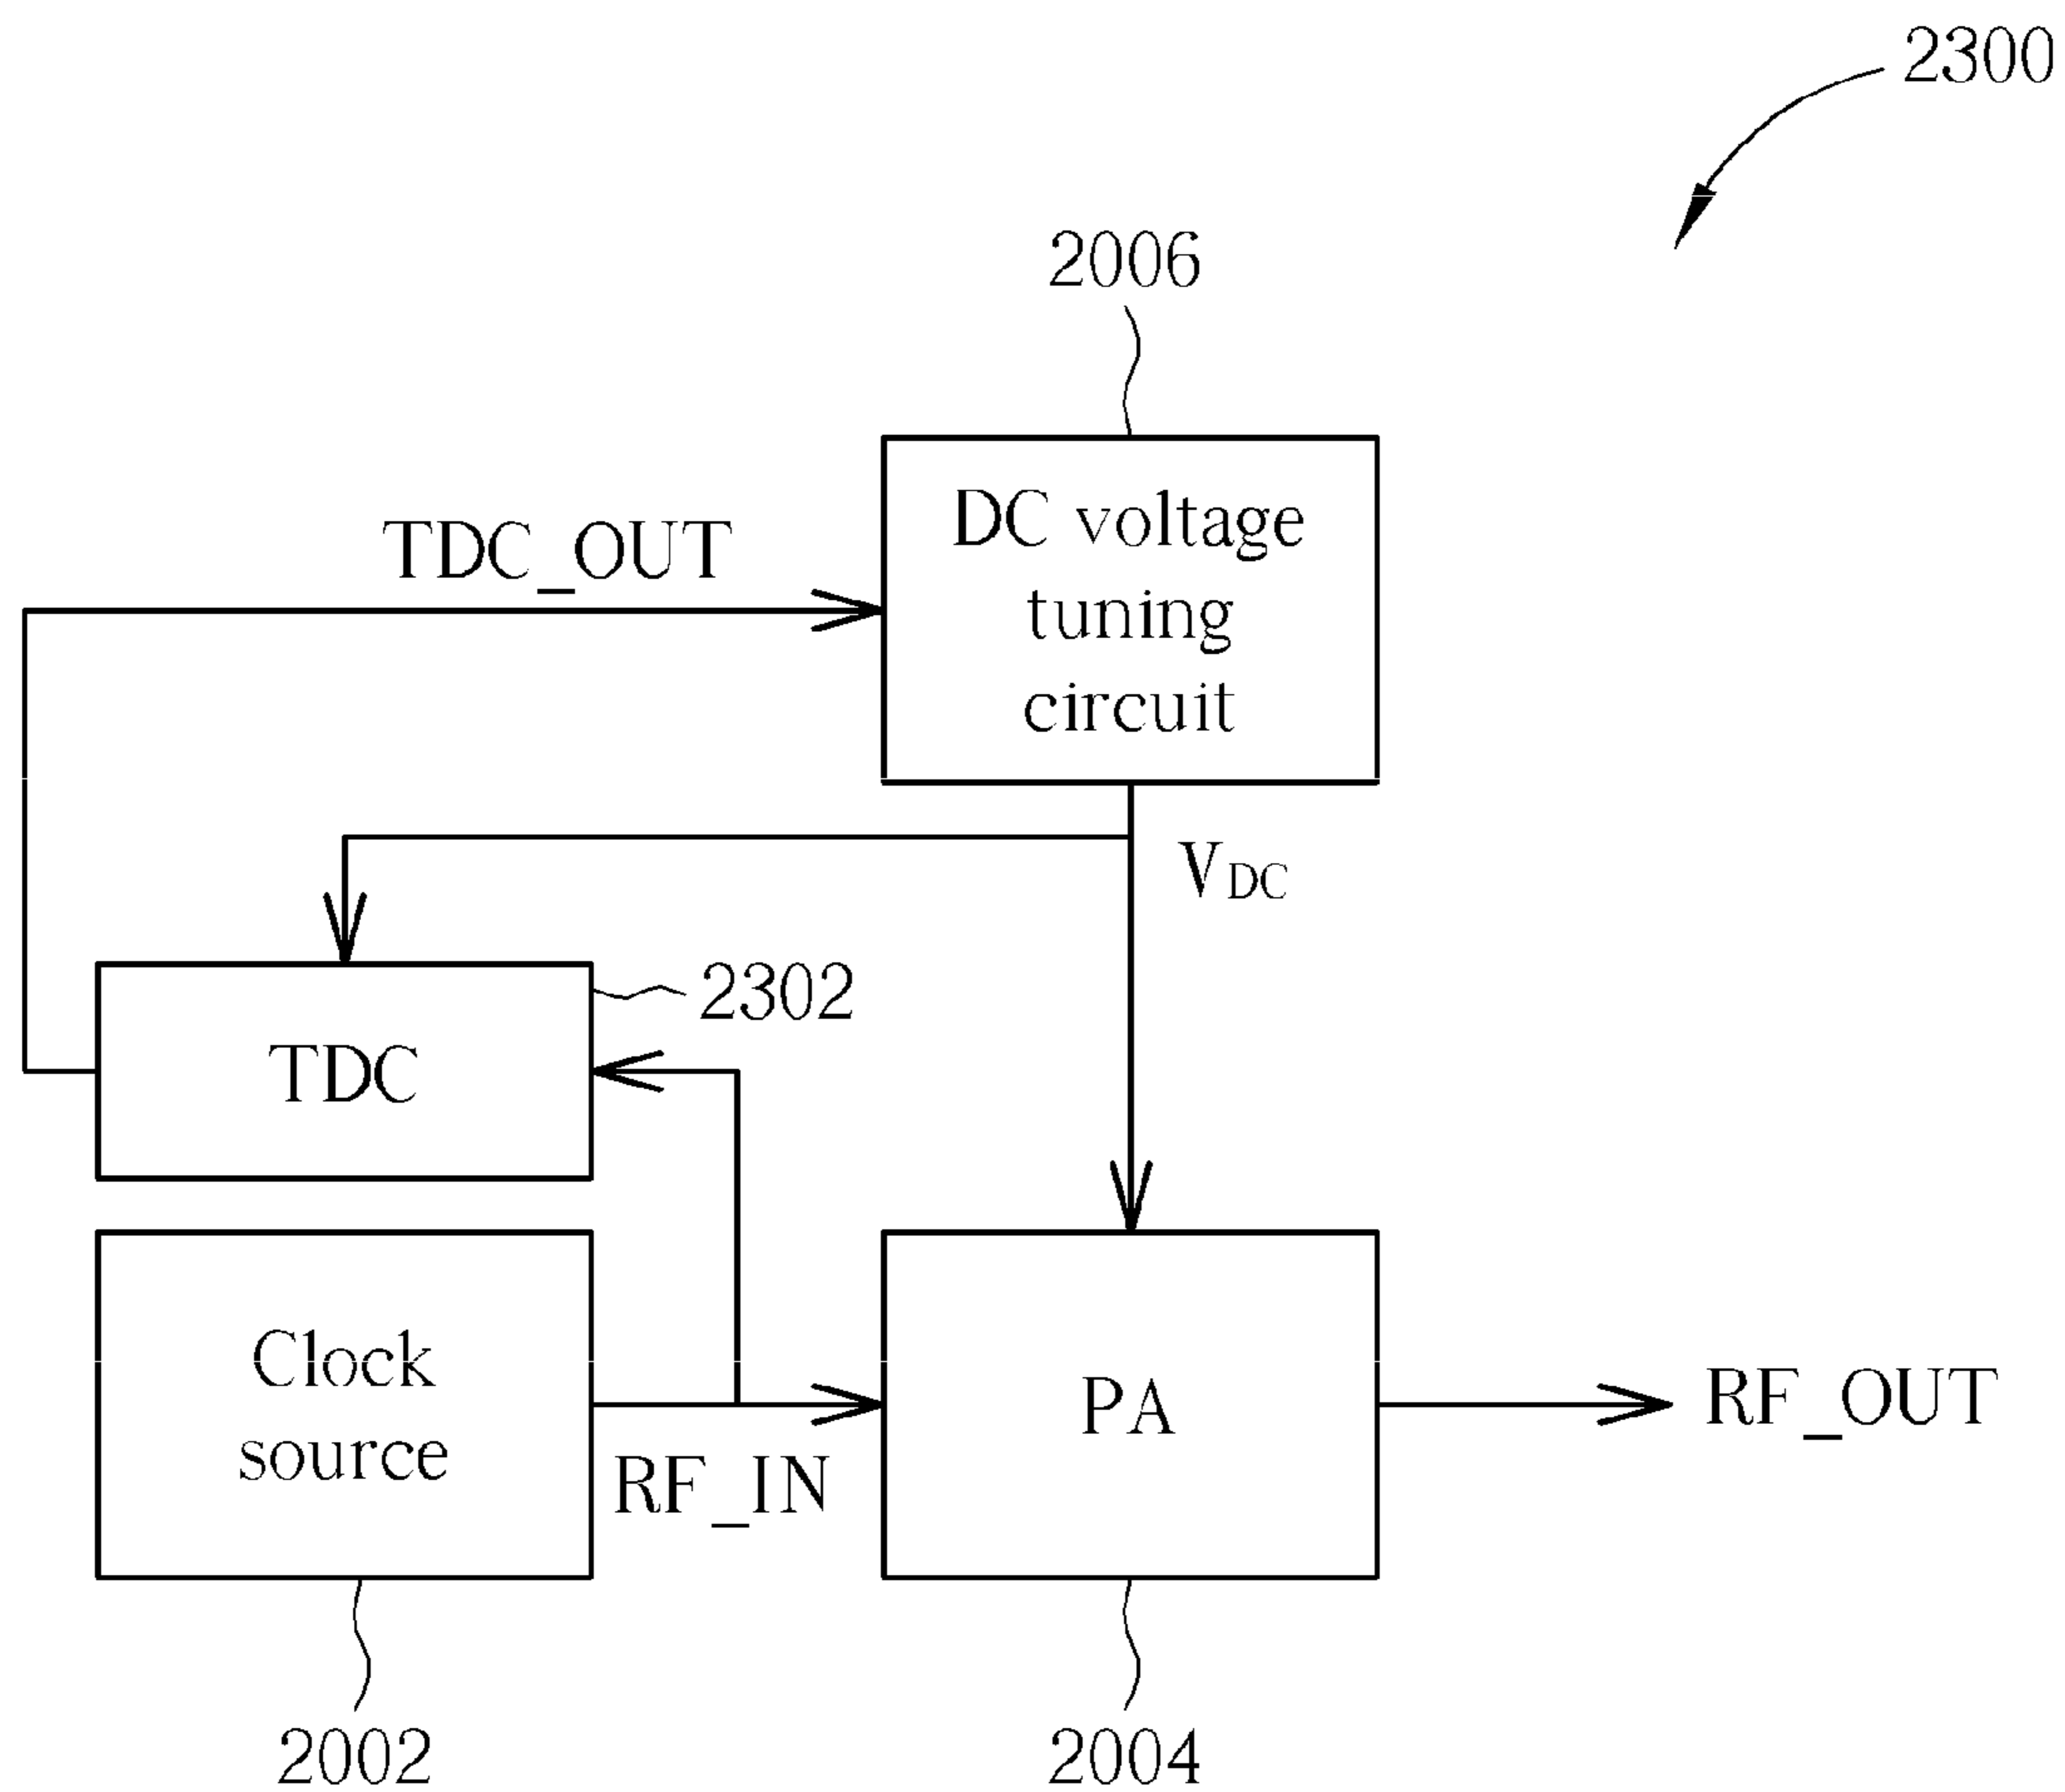 2300
2006
DC voltage
tuning
circuit
TDC_OUT
VDC
2302
TDC
Clock
source
RF_IN
PA
RF_OUT
2002
2004